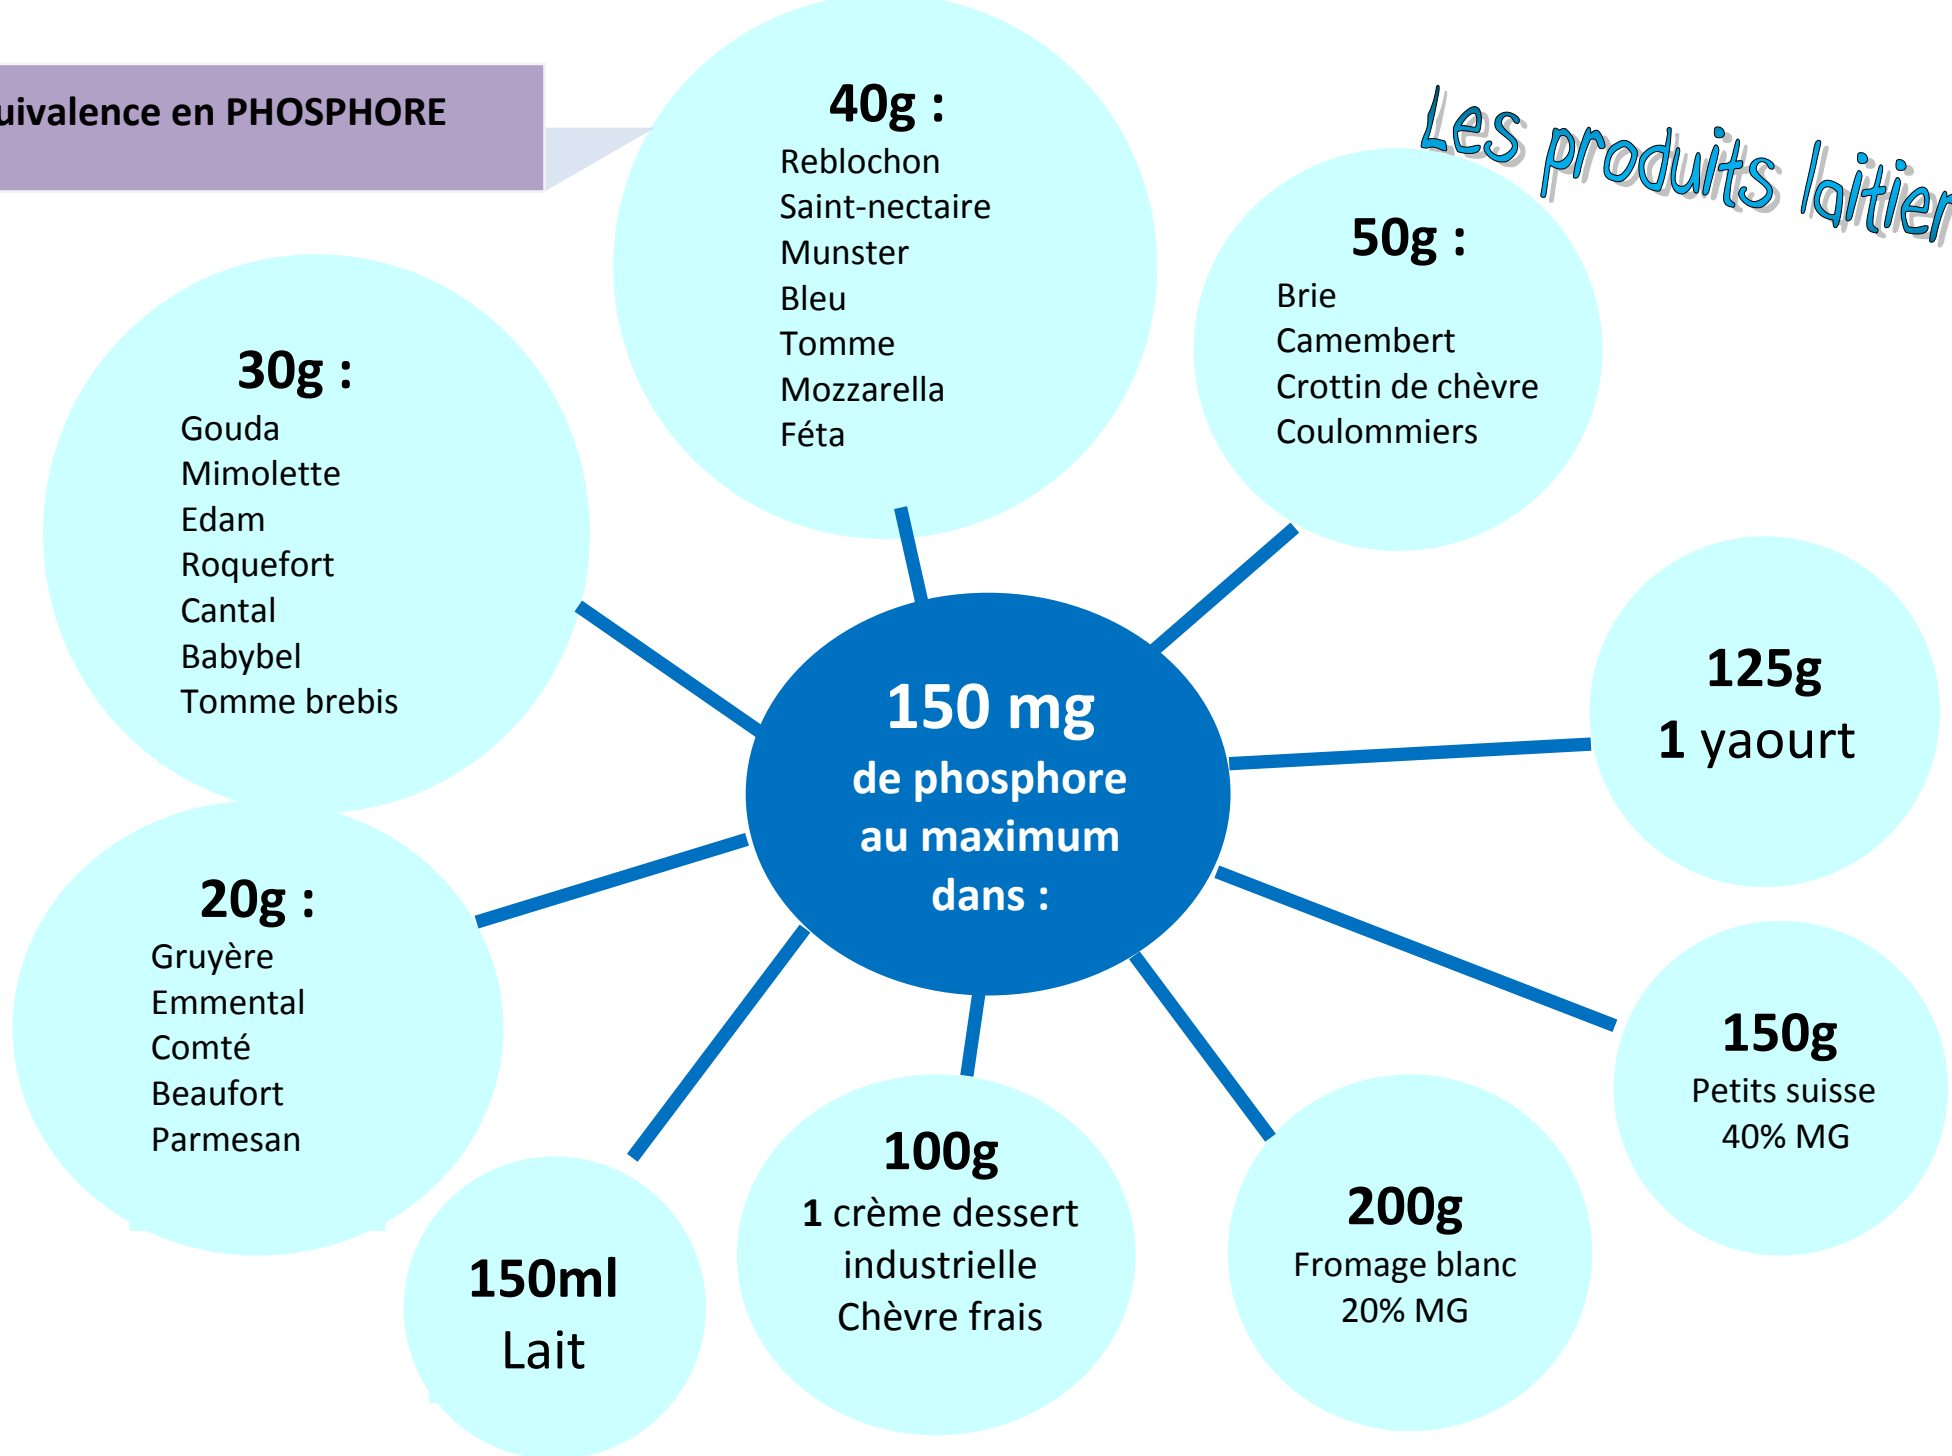 uivalence en PHOSPHORE
Les produits laitier
40g :
Reblochon
Saint-nectaire
Munster
Bleu
Tomme
Mozzarella
Féta
50g :
Brie
Camembert
Crottin de chèvre
Coulommiers
30g :
Gouda
Mimolette
Edam
Roquefort
Cantal
Babybel
Tomme brebis
125g
1 yaourt
150 mg
de phosphore
au maximum
dans :
20g :
Gruyère
Emmental
Comté
Beaufort
Parmesan
150g
Petits suisse
40% MG
100g
1 crème dessert
industrielle
Chèvre frais
200g
Fromage blanc
20% MG
150ml
Lait